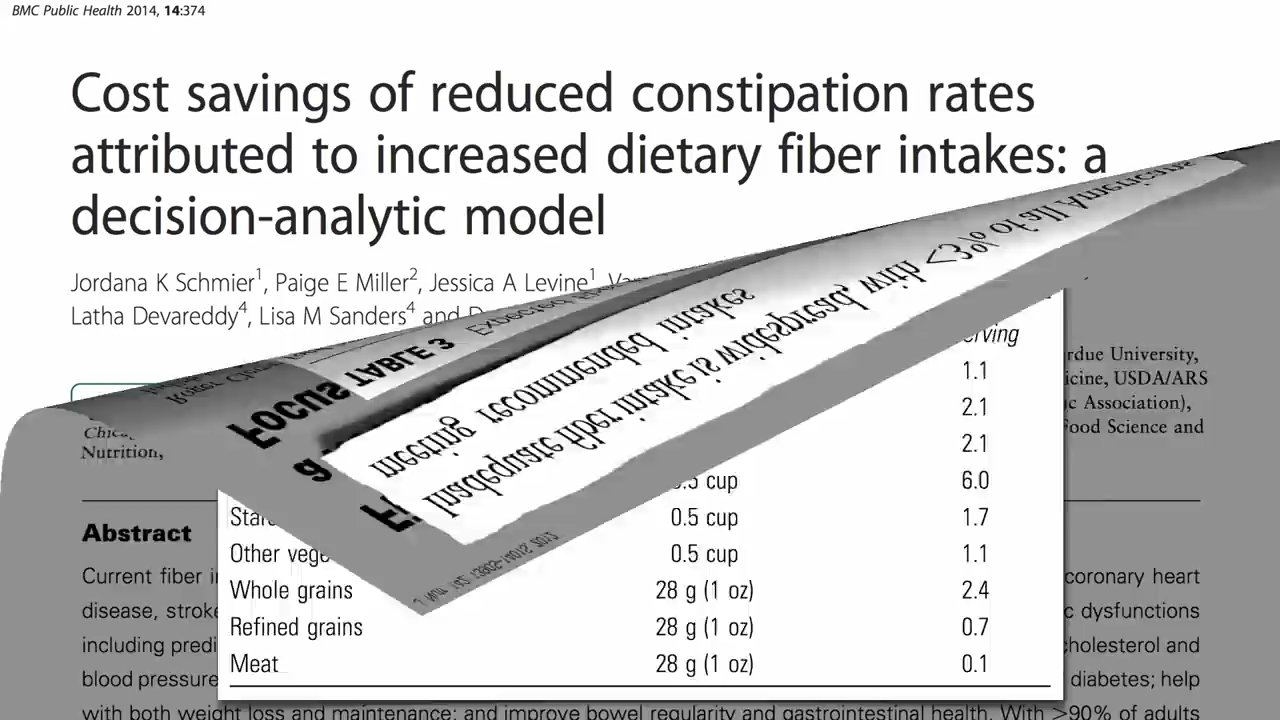 BMC Public Health 2014, 14:374
Cost savings of reduced constipation rates
attributed to increased dietary fiber intakes: a
decision-analytic model
Jordana K Schmier1, Paige E Miller2, Jessica A Levine1,
Latha Devareddy4, Lisa M Sanders4 and
TABLE 3
FOCUS
Inadequate fiber intake is widespread, with <3% of all Americans
meeting recommended intakes
erving
1.1
2.1
2.1
cup 6.0
0.5 cup 1.7
Other vege 0.5 cup 1.1
Whole grains 28 g (1 oz) 2.4
Refined grains 28 g (1 oz) 0.7
Meat 28 g (1 oz) 0.1
rdue University,
icine, USDA/ARS
Association),
Food Science and
Nutrition,
Abstract
Current fiber coronary heart
disease, stroke dysfunctions
including predi cholesterol and
blood pressure diabetes; help
with both weight loss and maintenance; and improve bowel regularity and gastrointestinal health. With >90% of adults